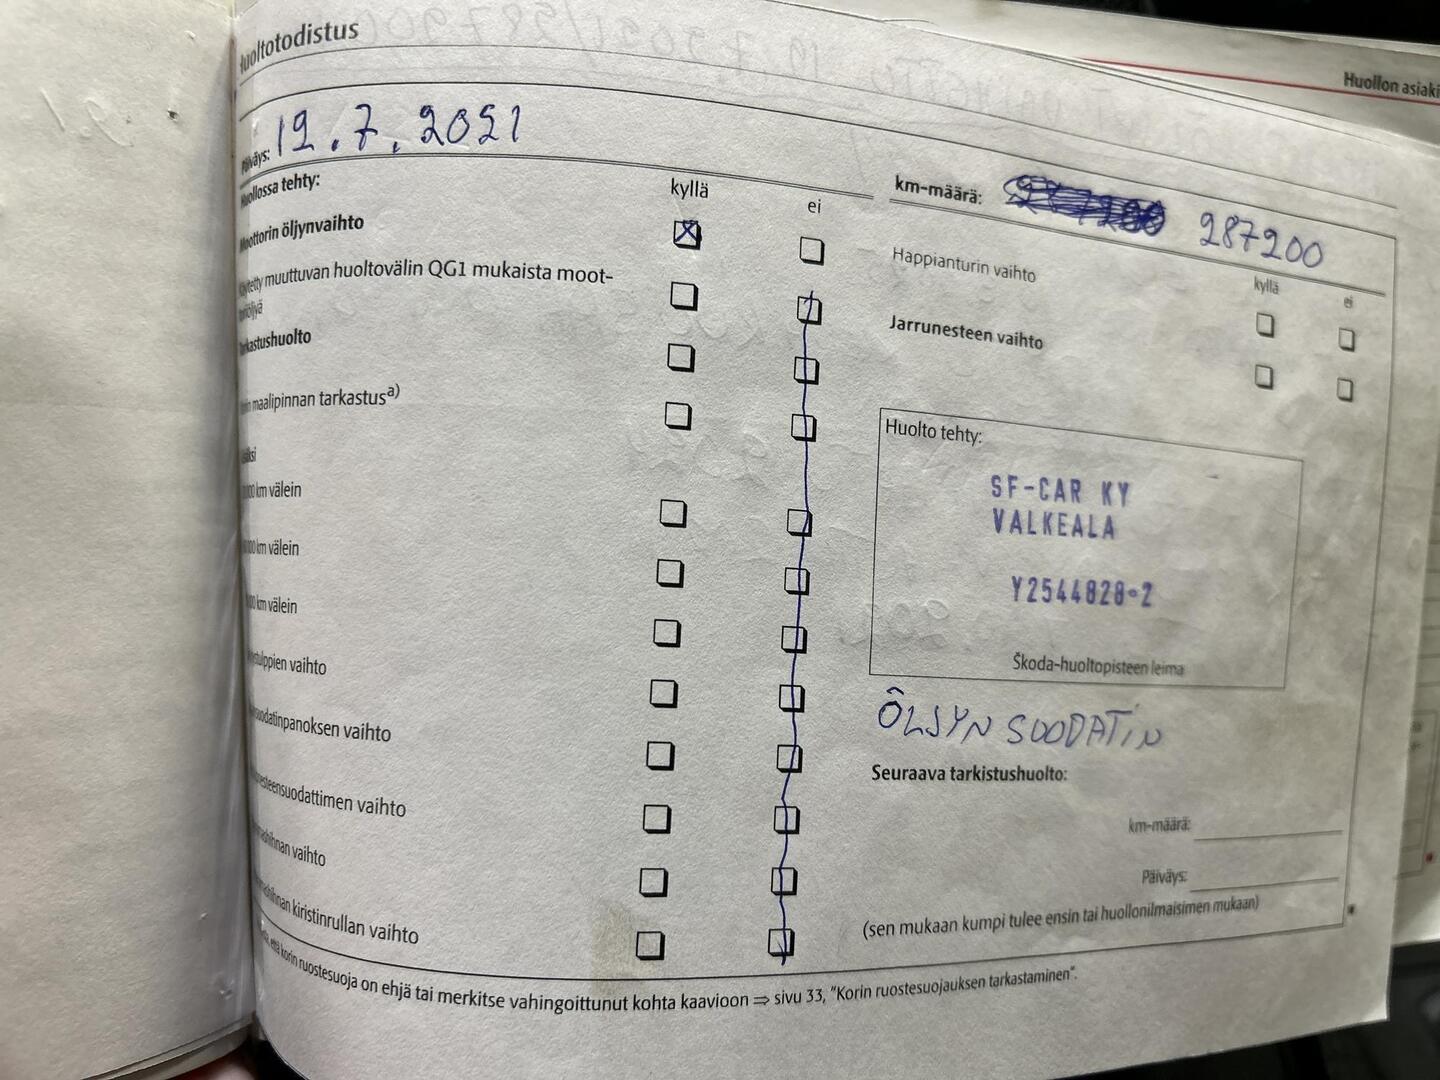 Huoltotodistus
Huollon asiaki
Päiväys: 19.7.2021
Huollossa tehty:
kyllä
ei
Moottorin öljynvaihto
Käytetty muuttuvan huoltovälin QG1 mukaista moot-
toriöljyä
Tarkastushuolto
maalipinnan tarkastus a)
km välein
km välein
km välein
vaihto
vaihto
vaihto
vaihto
kiristinrullan vaihto
km-määrä: 287200
kyllä
ei
Happianturin vaihto
Jarrunesteen vaihto
Huolto tehty:
SF-CAR KY
VALKEALA
Y2544828-2
Škoda-huoltopisteen leima
ÖLJYN SUODATIN
Seuraava tarkistushuolto:
km-määrä:
Päiväys:
(sen mukaan kumpi tulee ensin tai huollonilmaisimen mukaan)
että korin ruostesuoja on ehjä tai merkitse vahingoittunut kohta kaavioon ⇒ sivu 33, "Korin ruostesuojauksen tarkastaminen".